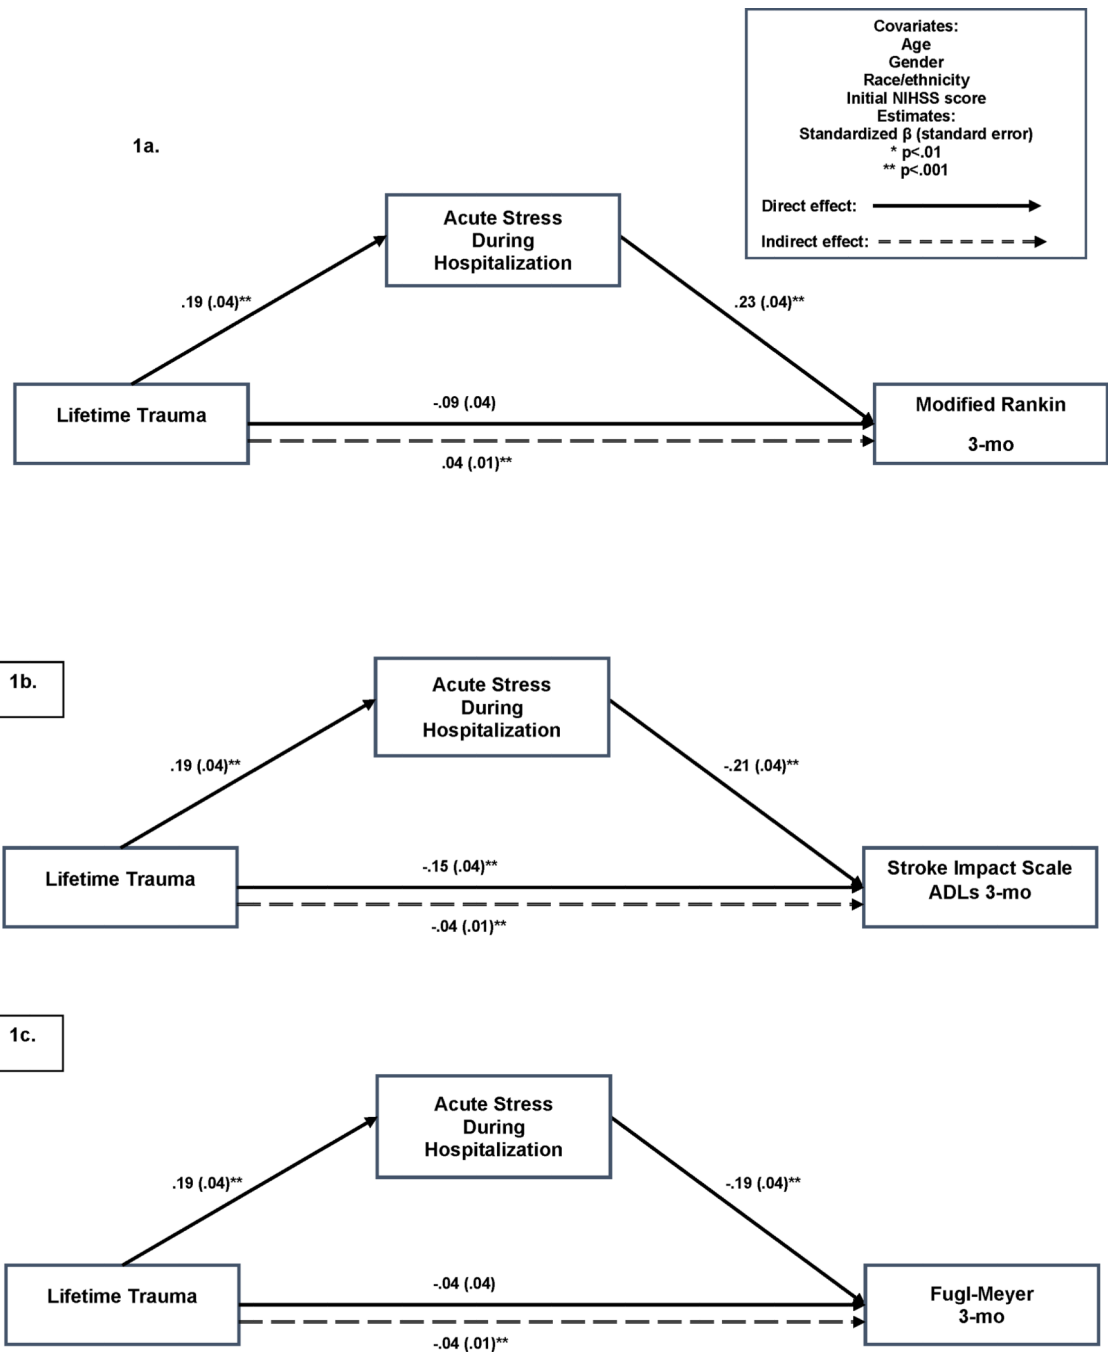 Covariates:
Age
Gender
Race/ethnicity
Initial NIHSS score
Estimates:
Standardized β (standard error)
* p<.01
** p<.001
Direct effect:
Indirect effect:
1a.
Acute Stress
During
Hospitalization
.19 (.04)**
.23 (.04)**
Lifetime Trauma
-.09 (.04)
.04 (.01)**
Modified Rankin
3-mo
1b.
Acute Stress
During
Hospitalization
.19 (.04)**
-.21 (.04)**
Lifetime Trauma
-.15 (.04)**
-.04 (.01)**
Stroke Impact Scale
ADLs 3-mo
1c.
Acute Stress
During
Hospitalization
.19 (.04)**
-.19 (.04)**
Lifetime Trauma
-.04 (.04)
-.04 (.01)**
Fugl-Meyer
3-mo